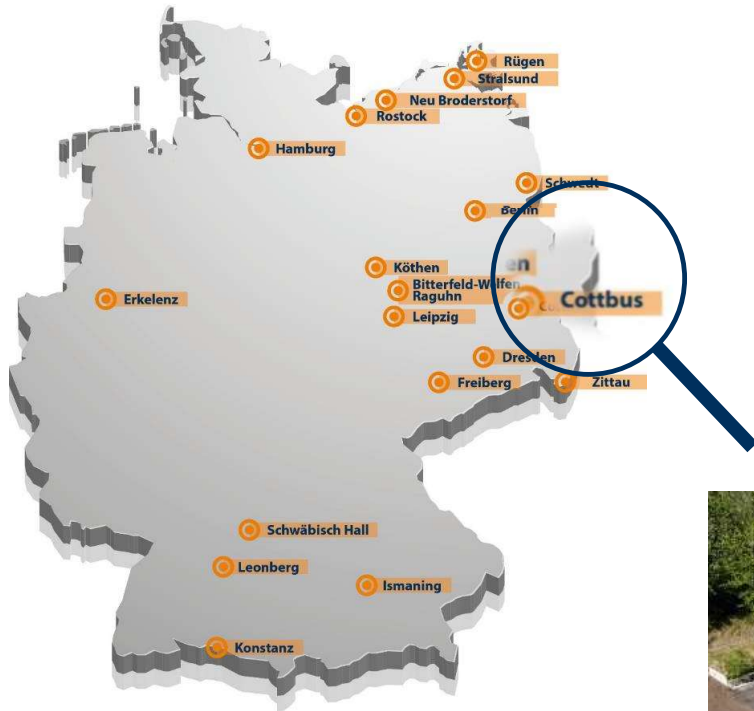 Rügen
Stralsund
Neu Broderstorf
Rostock
Hamburg
Schwedt
Berlin
Köthen
Bitterfeld-Wolfen
Raguhn
Erkelenz
Cottbus
Leipzig
Dresden
Freiberg
Zittau
Schwäbisch Hall
Leonberg
Ismaning
Konstanz